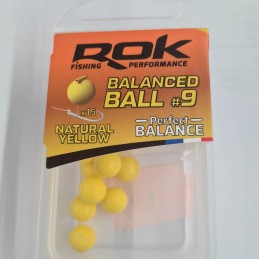 ROK
FISHING PERFORMANCE
BALANCED
BALL #9
x15
NATURAL
YELLOW
Perfect
BALANCE